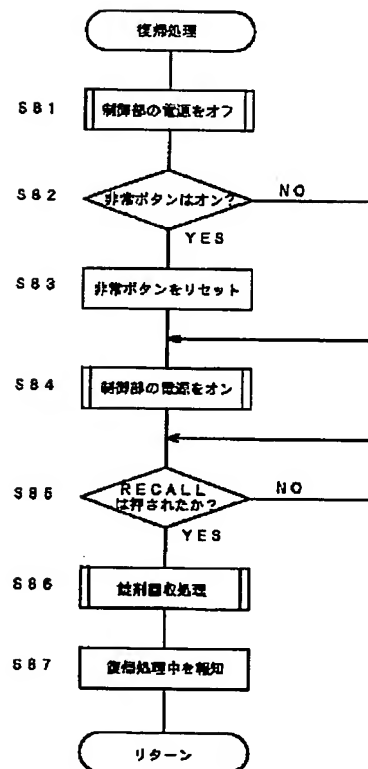 復帰処理
S81
制御部の電源をオフ
S82
非常ボタンはオン?
NO
YES
S83
非常ボタンをリセット
S84
制御部の電源をオン
S85
RECALL
は押されたか?
NO
YES
S86
錠剤回収処理
S87
復帰処理中を報知
リターン